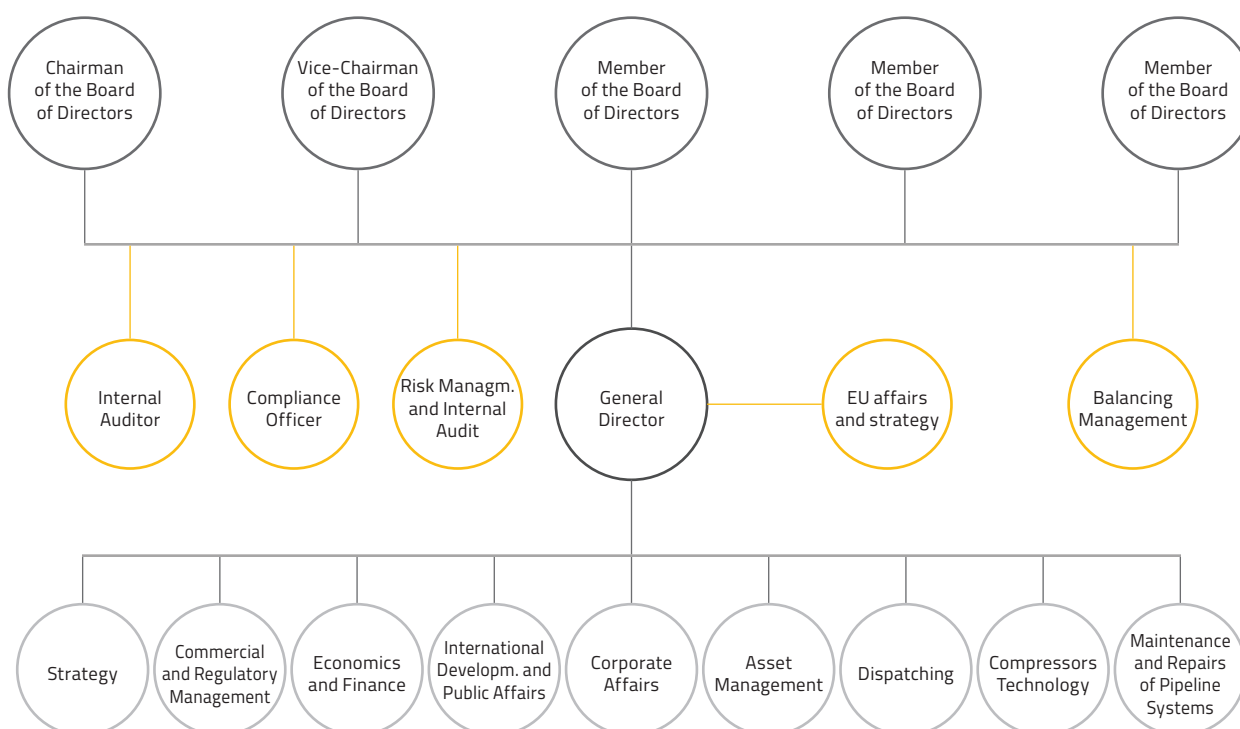 Chairman
of the Board
of Directors
Vice-Chairman
of the Board
of Directors
Member
of the Board
of Directors
Member
of the Board
of Directors
Member
of the Board
of Directors
Internal
Auditor
Compliance
Officer
Risk Managm.
and Internal
Audit
General
Director
EU affairs
and strategy
Balancing
Management
Strategy
Commercial
and Regulatory
Management
Economics
and Finance
International
Developm. and
Public Affairs
Corporate
Affairs
Asset
Management
Dispatching
Compressors
Technology
Maintenance
and Repairs
of Pipeline
Systems